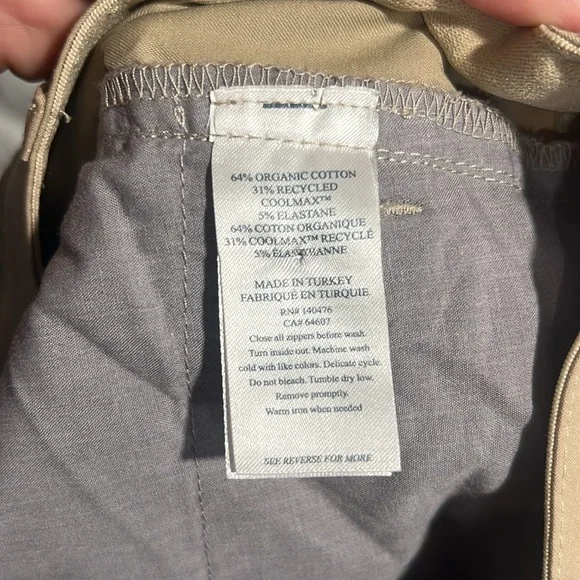 64% ORGANIC COTTON
31% RECYCLED
COOLMAX™
5% ELASTANE
64% COTON ORGANIQUE
31% COOLMAX™ RECYCLÉ
5% ÉLASTHANNE
MADE IN TURKEY
FABRIQUÉ EN TURQUIE
RN# 140476
CA# 64607
Close all zippers before wash.
Turn inside out. Machine wash
cold with like colors. Delicate cycle.
Do not bleach. Tumble dry low.
Remove promptly.
Warm iron when needed
SEE REVERSE FOR MORE